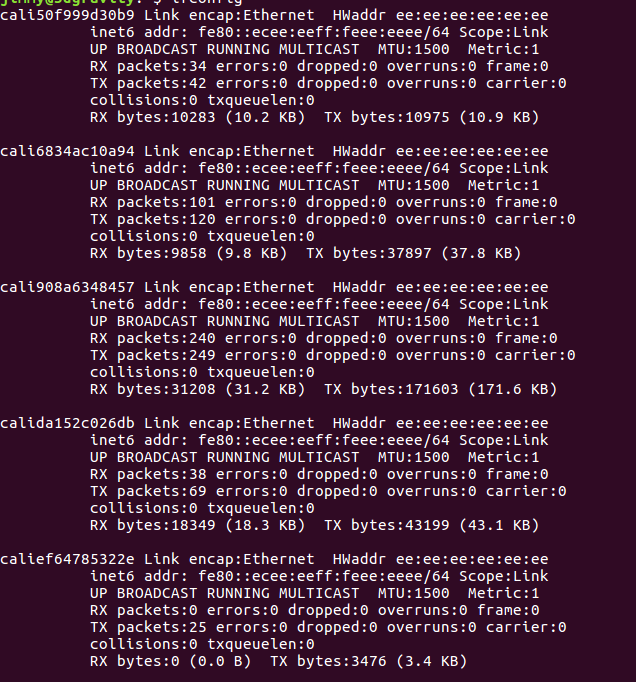 cali50f999d30b9 Link encap:Ethernet  HWaddr ee:ee:ee:ee:ee:ee
          inet6 addr: fe80::ecee:eeff:feee:eeee/64 Scope:Link
          UP BROADCAST RUNNING MULTICAST  MTU:1500  Metric:1
          RX packets:34 errors:0 dropped:0 overruns:0 frame:0
          TX packets:42 errors:0 dropped:0 overruns:0 carrier:0
          collisions:0 txqueuelen:0
          RX bytes:10283 (10.2 KB)  TX bytes:10975 (10.9 KB)

cali6834ac10a94 Link encap:Ethernet  HWaddr ee:ee:ee:ee:ee:ee
          inet6 addr: fe80::ecee:eeff:feee:eeee/64 Scope:Link
          UP BROADCAST RUNNING MULTICAST  MTU:1500  Metric:1
          RX packets:101 errors:0 dropped:0 overruns:0 frame:0
          TX packets:120 errors:0 dropped:0 overruns:0 carrier:0
          collisions:0 txqueuelen:0
          RX bytes:9858 (9.8 KB)  TX bytes:37897 (37.8 KB)

cali908a6348457 Link encap:Ethernet  HWaddr ee:ee:ee:ee:ee:ee
          inet6 addr: fe80::ecee:eeff:feee:eeee/64 Scope:Link
          UP BROADCAST RUNNING MULTICAST  MTU:1500  Metric:1
          RX packets:240 errors:0 dropped:0 overruns:0 frame:0
          TX packets:249 errors:0 dropped:0 overruns:0 carrier:0
          collisions:0 txqueuelen:0
          RX bytes:31208 (31.2 KB)  TX bytes:171603 (171.6 KB)

calida152c026db Link encap:Ethernet  HWaddr ee:ee:ee:ee:ee:ee
          inet6 addr: fe80::ecee:eeff:feee:eeee/64 Scope:Link
          UP BROADCAST RUNNING MULTICAST  MTU:1500  Metric:1
          RX packets:38 errors:0 dropped:0 overruns:0 frame:0
          TX packets:69 errors:0 dropped:0 overruns:0 carrier:0
          collisions:0 txqueuelen:0
          RX bytes:18349 (18.3 KB)  TX bytes:43199 (43.1 KB)

calief64785322e Link encap:Ethernet  HWaddr ee:ee:ee:ee:ee:ee
          inet6 addr: fe80::ecee:eeff:feee:eeee/64 Scope:Link
          UP BROADCAST RUNNING MULTICAST  MTU:1500  Metric:1
          RX packets:0 errors:0 dropped:0 overruns:0 frame:0
          TX packets:25 errors:0 dropped:0 overruns:0 carrier:0
          collisions:0 txqueuelen:0
          RX bytes:0 (0.0 B)  TX bytes:3476 (3.4 KB)